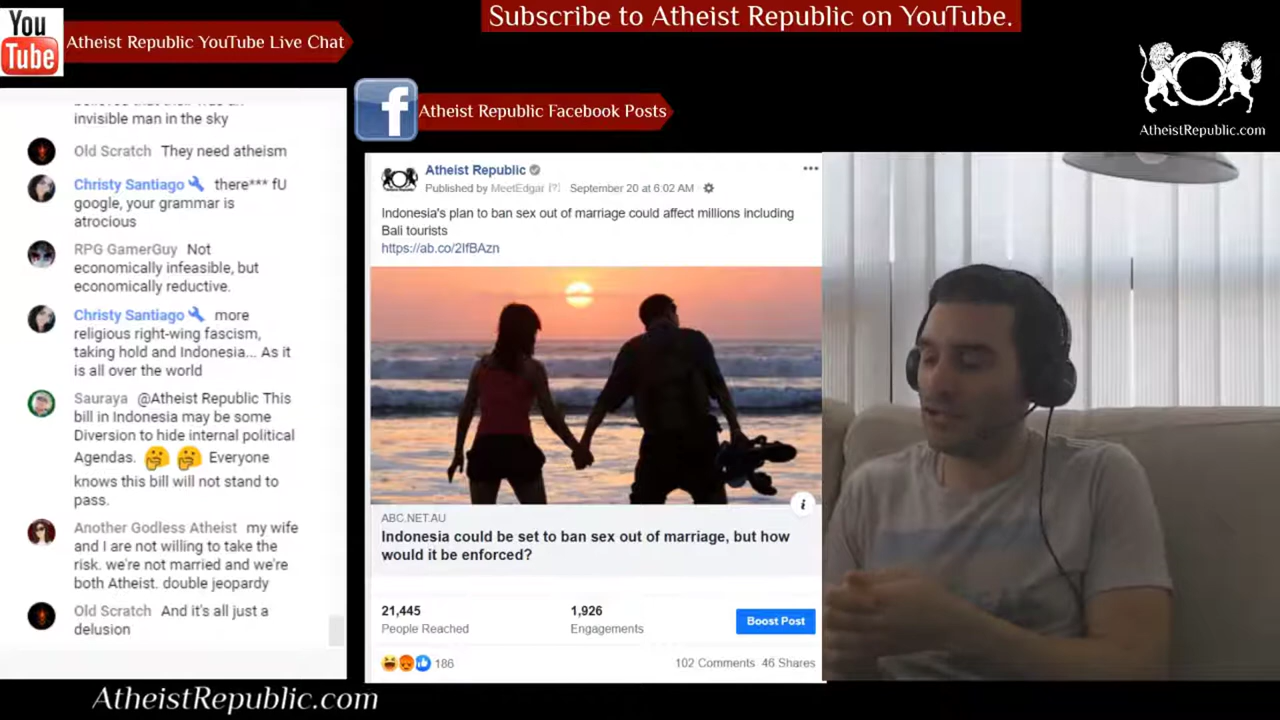 Subscribe to Atheist Republic on YouTube.
You
Tube
Atheist Republic YouTube Live Chat
AtheistRepublic.com
f
Atheist Republic Facebook Posts
invisible man in the sky
Old Scratch They need atheism
Christy Santiago there*** fU
google, your grammar is
atrocious
RPG GamerGuy Not
economically infeasible, but
economically reductive.
Christy Santiago more
religious right-wing fascism,
taking hold and Indonesia... As it
is all over the world
Sauraya @Atheist Republic This
bill in Indonesia may be some
Diversion to hide internal political
Agendas. 🤔 🤔 Everyone
knows this bill will not stand to
pass.
Another Godless Atheist my wife
and I are not willing to take the
risk. we're not married and we're
both Atheist. double jeopardy
Old Scratch And it's all just a
delusion
Atheist Republic
Published by MeetEdgar [?] September 20 at 6:02 AM
Indonesia's plan to ban sex out of marriage could affect millions including
Bali tourists
https://ab.co/2IfBAzn
i
ABC.NET.AU
Indonesia could be set to ban sex out of marriage, but how
would it be enforced?
21,445 1,926
People Reached Engagements
Boost Post
186 102 Comments 46 Shares
AtheistRepublic.com